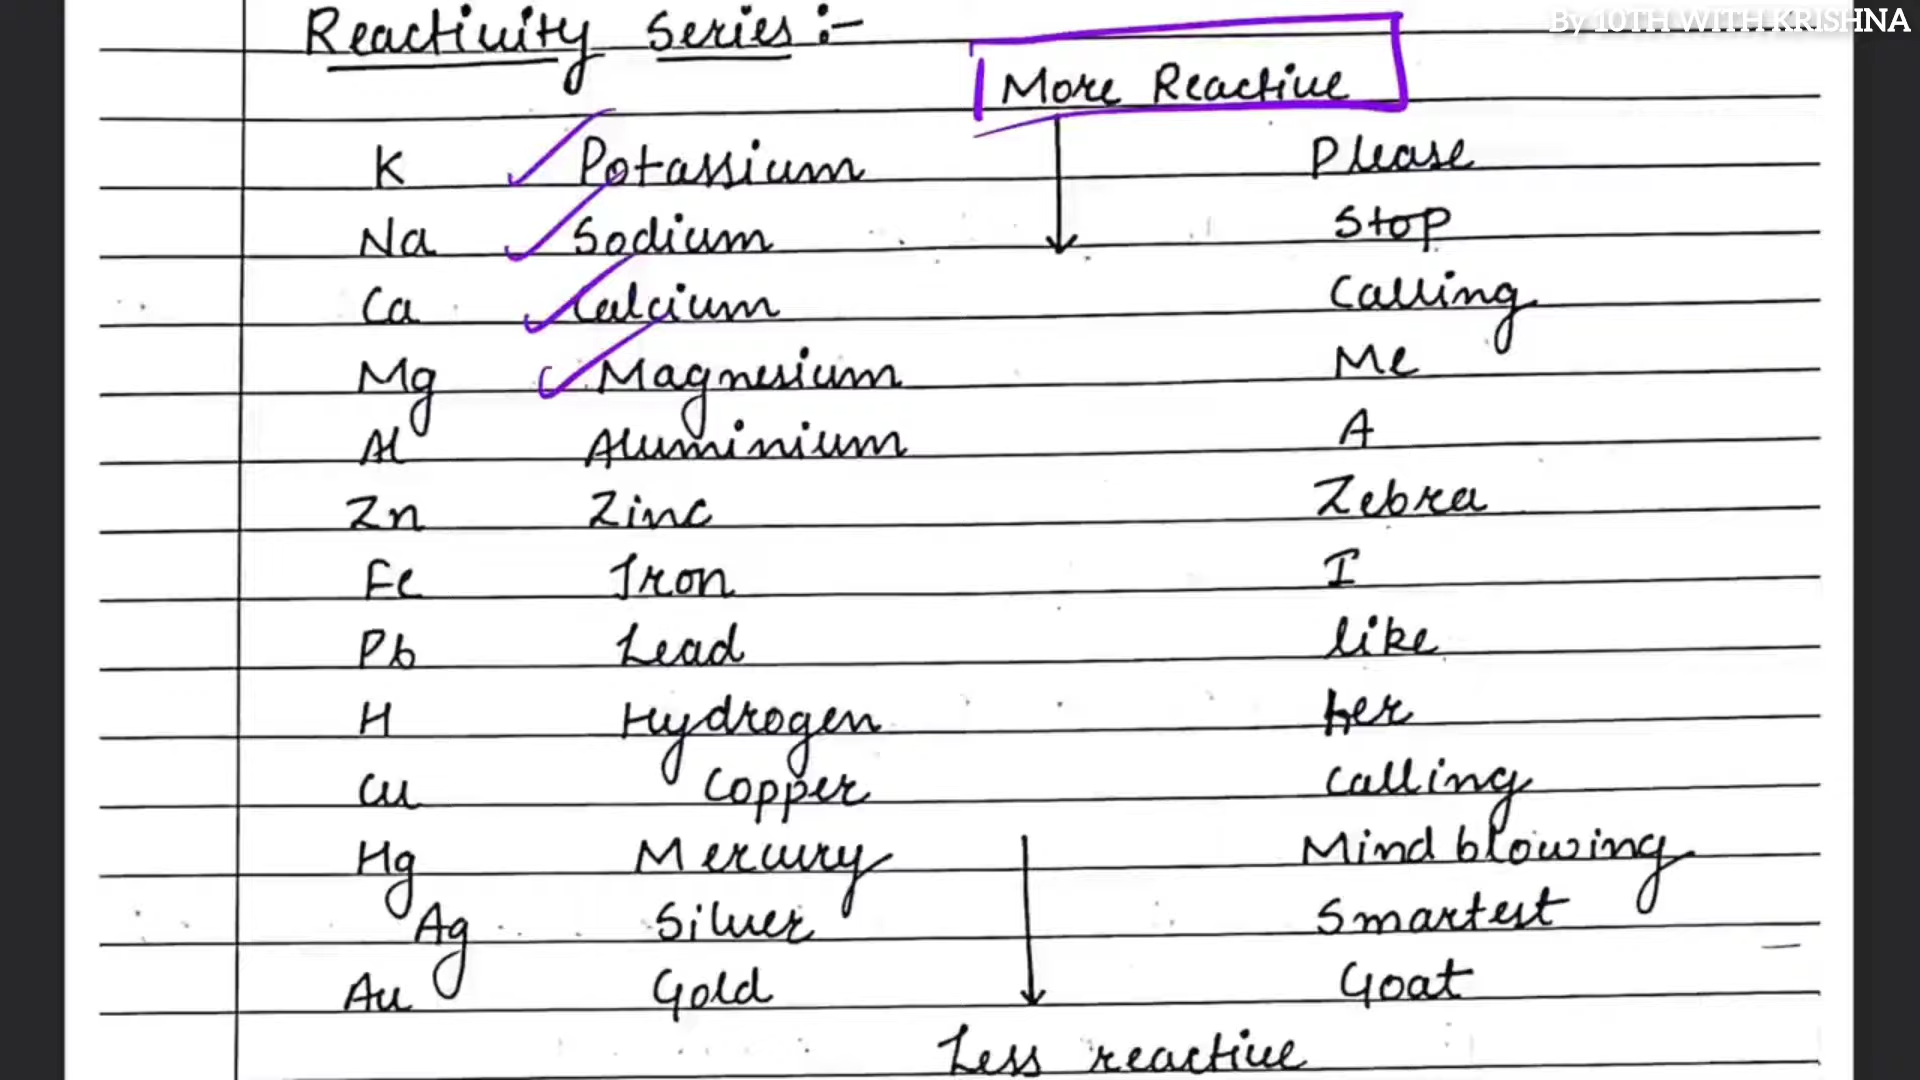 By 10TH WITH KRISHNA
Reactivity Series :-
More Reactive
K Potassium Please
Na Sodium Stop
Ca Calcium Calling
Mg Magnesium Me
Al Aluminium A
Zn Zinc Zebra
Fe Iron I
Pb Lead like
H Hydrogen her
Cu Copper Calling
Hg Mercury Mind blowing
Ag Silver Smartest
Au Gold Goat
Less reactive